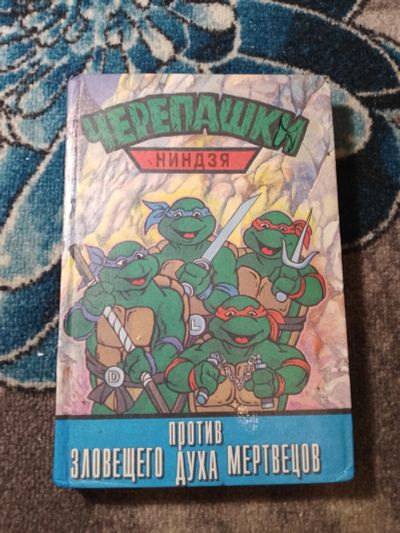 ЧЕРЕПАШКИ
НИНДЗЯ
D
L
против
ЗЛОВЕЩЕГО ДУХА МЕРТВЕЦОВ